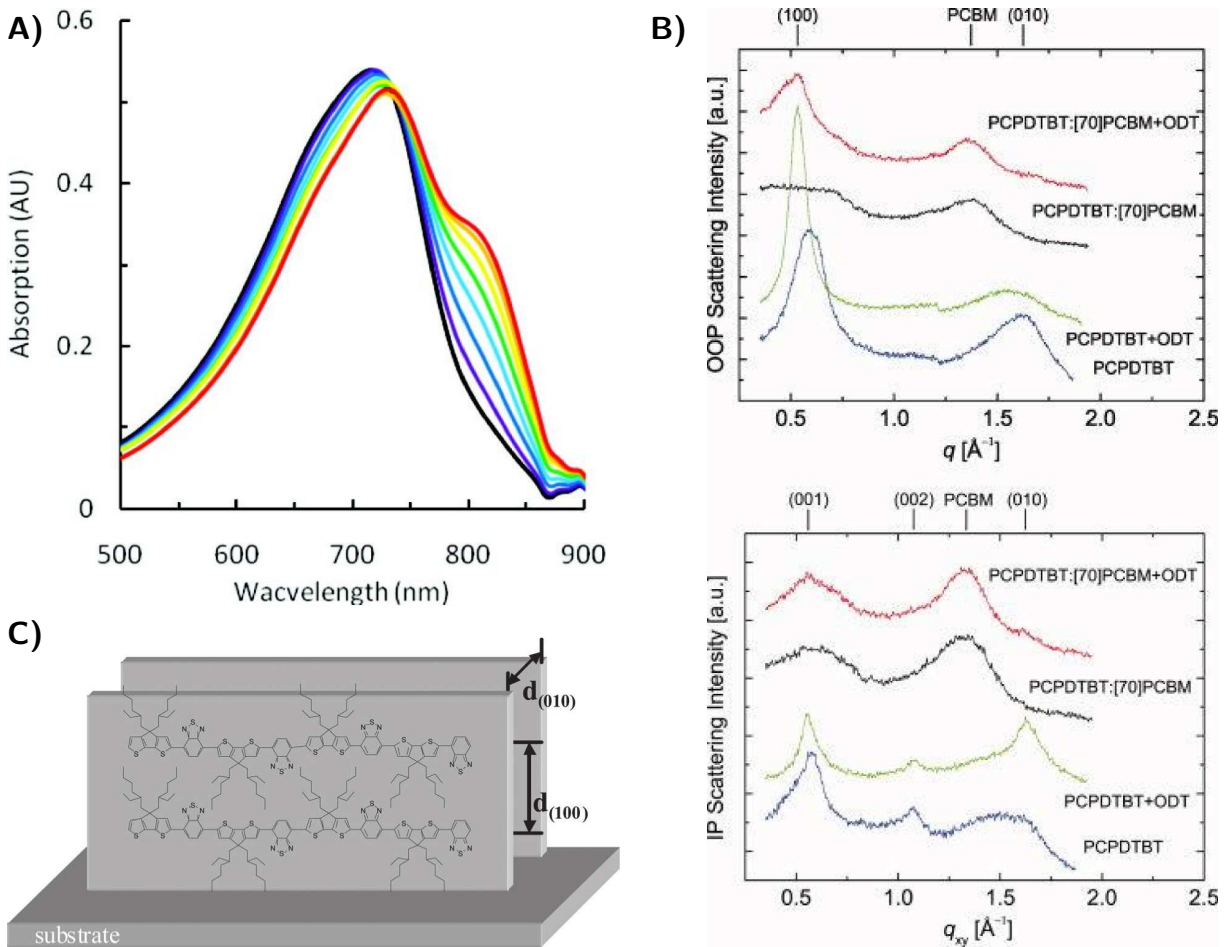 A)
0.6
0.4
0.2
0
Absorption (AU)
500
600
700
800
900
Wacvelength (nm)
B)
(100)
PCBM
(010)
OOP Scattering Intensity [a.u.]
PCPDTBT:[70]PCBM+ODT
PCPDTBT:[70]PCBM
PCPDTBT+ODT
PCPDTBT
0.5
1.0
1.5
2.0
2.5
q [Å⁻¹]
(001)
(002)
PCBM
(010)
IP Scattering Intensity [a.u.]
PCPDTBT:[70]PCBM+ODT
PCPDTBT:[70]PCBM
PCPDTBT+ODT
PCPDTBT
0.5
1.0
1.5
2.0
2.5
qxy [Å⁻¹]
C)
d(010)
d(100)
substrate